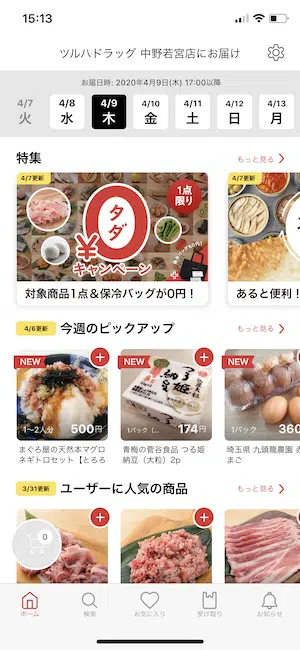 15:13
ツルハドラッグ 中野若宮店にお届け
お届日時: 2020年4月9日(木) 17:00以降
4/7 4/8 4/9 4/10 4/11 4/12 4/13
火 水 木 金 土 日 月
特集
もっと見る
4/7更新
1点
限り
¥0
タダ
キャンペーン
対象商品1点＆保冷バッグが0円！
4/7更新
あると便利！
4/6更新
今週のピックアップ
もっと見る
NEW
1〜2人分
500円
まぐろ屋の天然本マグロ
ネギトロセット【とろろ
NEW
つる姫
納豆
1パック（...
174円
青梅の菅谷食品 つる姫
納豆（大粒）2p
NEW
1パック
360
埼玉県 九頭龍農園
まご
3/31更新
ユーザーに人気の商品
もっと見る
0
ホーム
検索
お気に入り
受け取り
お知らせ